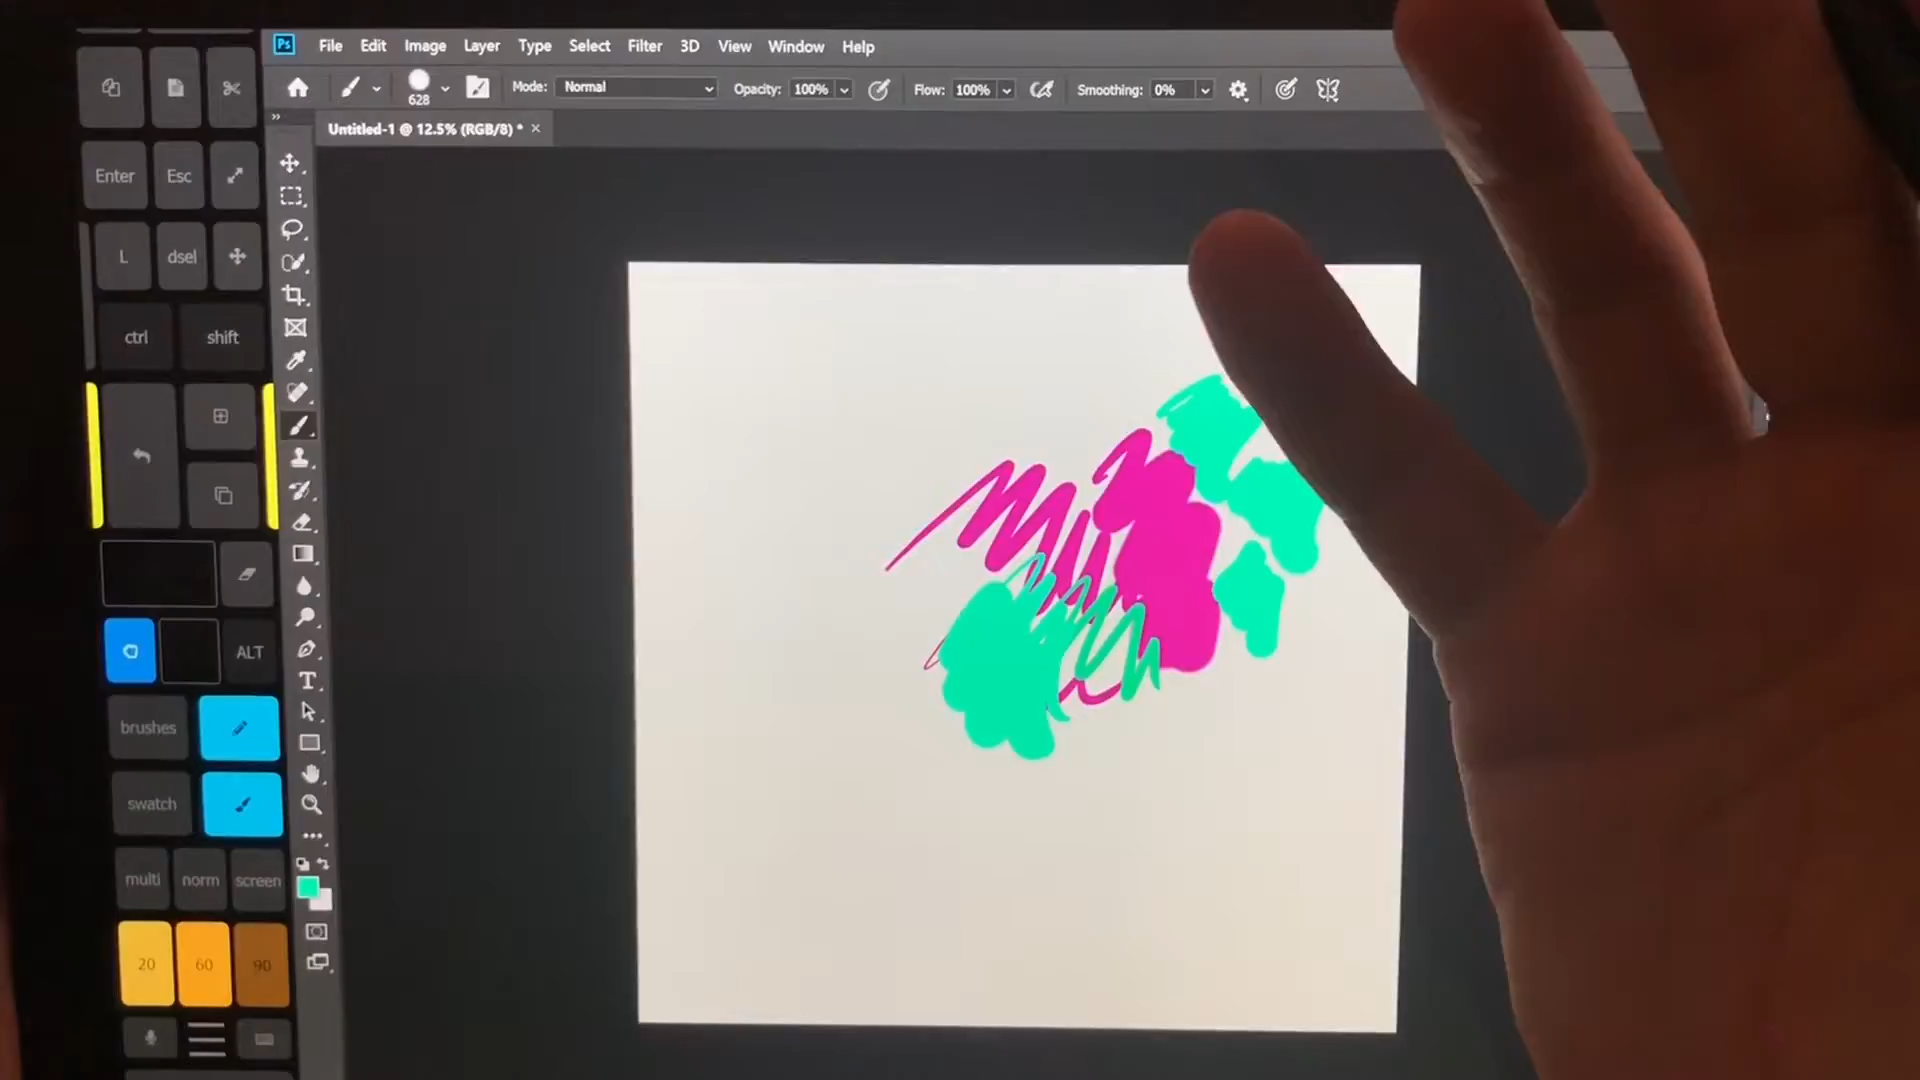 Ps File Edit Image Layer Type Select Filter 3D View Window Help
628 Mode: Normal Opacity: 100% Flow: 100% Smoothing: 0%
Untitled-1 @ 12.5% (RGB/8) *
Enter Esc
L dsel
ctrl shift
ALT
brushes
swatch
multi norm screen
20 60 90